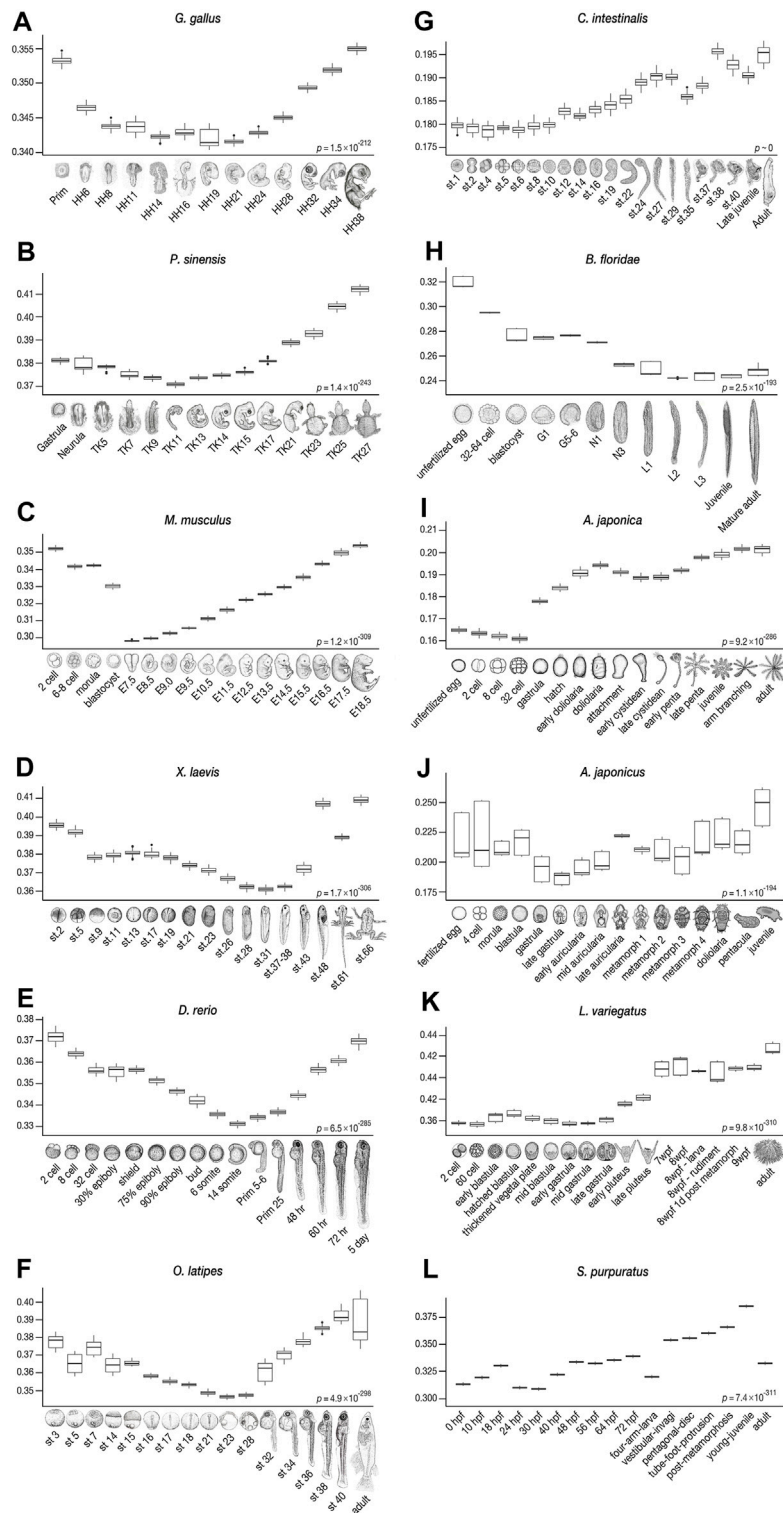 A
G. gallus
0.355
0.345
0.335
p = 1.5×10-212
Prim
HH6
HH8
HH11
HH14
HH16
HH19
HH21
HH24
HH28
HH32
HH34
HH38
B
P. sinensis
0.41
0.40
0.39
0.38
0.37
p = 1.4×10-243
Gastrula
Neurula
TK5
TK7
TK9
TK11
TK13
TK14
TK15
TK17
TK21
TK23
TK25
TK27
C
M. musculus
0.35
0.34
0.33
0.32
0.31
0.30
p = 1.2×10-309
2 cell
6-8 cell
morula
blastocyst
E7.5
E8.5
E9.0
E9.5
E10.5
E11.5
E12.5
E13.5
E14.5
E15.5
E16.5
E17.5
E18.5
D
X. laevis
0.41
0.40
0.39
0.38
0.37
0.36
p = 1.7×10-306
st.2
st.5
st.9
st.11
st.13
st.17
st.19
st.21
st.23
st.26
st.28
st.31
st.37-38
st.43
st.48
st.61
st.66
E
D. rerio
0.38
0.37
0.36
0.35
0.34
0.33
p = 6.5×10-285
2 cell
8 cell
32 cell
30% epiboly
shield
75% epiboly
90% epiboly
bud
6 somite
14 somite
Prim 5-6
Prim 25
48 hr
60 hr
72 hr
5 day
F
O. latipes
0.40
0.39
0.38
0.37
0.36
0.35
p = 4.9×10-298
st 3
st 5
st 7
st 14
st 15
st 16
st 17
st 18
st 21
st 23
st 28
st 32
st 34
st 36
st 38
st 40
adult
G
C. intestinalis
0.195
0.190
0.180
0.175
p ~ 0
st.1
st.2
st.4
st.5
st.6
st.8
st.10
st.12
st.14
st.16
st.19
st.22
st.24
st.27
st.29
st.35
st.37
st.38
st.40
Late juvenile
Adult
H
B. floridae
0.32
0.30
0.28
0.26
0.24
p = 2.5×10-193
unfertilized egg
32-64 cell
blastocyst
G1
G5-6
N1
N3
L1
L2
L3
Juvenile
Mature adult
I
A. japonica
0.21
0.20
0.19
0.18
0.17
0.16
p = 9.2×10-286
unfertilized egg
2 cell
8 cell
32 cell
gastrula
hatch
early doliolaria
doliolaria
attachment
early cystidean
late cystidean
early penta
late penta
juvenile
arm branching
adult
J
A. japonicus
0.250
0.225
0.200
0.175
p = 1.1×10-194
fertilized egg
4 cell
morula
blastula
gastrula
late gastrula
early auricularia
mid auricularia
late auricularia
metamorph 1
metamorph 2
metamorph 3
metamorph 4
doliolaria
pentacula
juvenile
K
L. variegatus
0.44
0.42
0.42
0.36
p = 9.8×10-310
2 cell
60 cell
early blastula
hatched blastula
thickened vegetal plate
mid blastula
early gastrula
mid gastrula
late gastrula
early pluteus
late pluteus
7wpf
8wpf
8wpf - larva
8wpf - rudiment
8wpf 1d post metamorph
9wpf
adult
L
S. purpuratus
0.375
0.350
0.325
0.300
p = 7.4×10-311
0 hpf
10 hpf
18 hpf
24 hpf
30 hpf
40 hpf
48 hpf
56 hpf
64 hpf
72 hpf
four-arm-larva
vestibular-invagi
pentagonal-disc
tube-foot-protrusion
post-metamorphosis
young-juvenile
adult